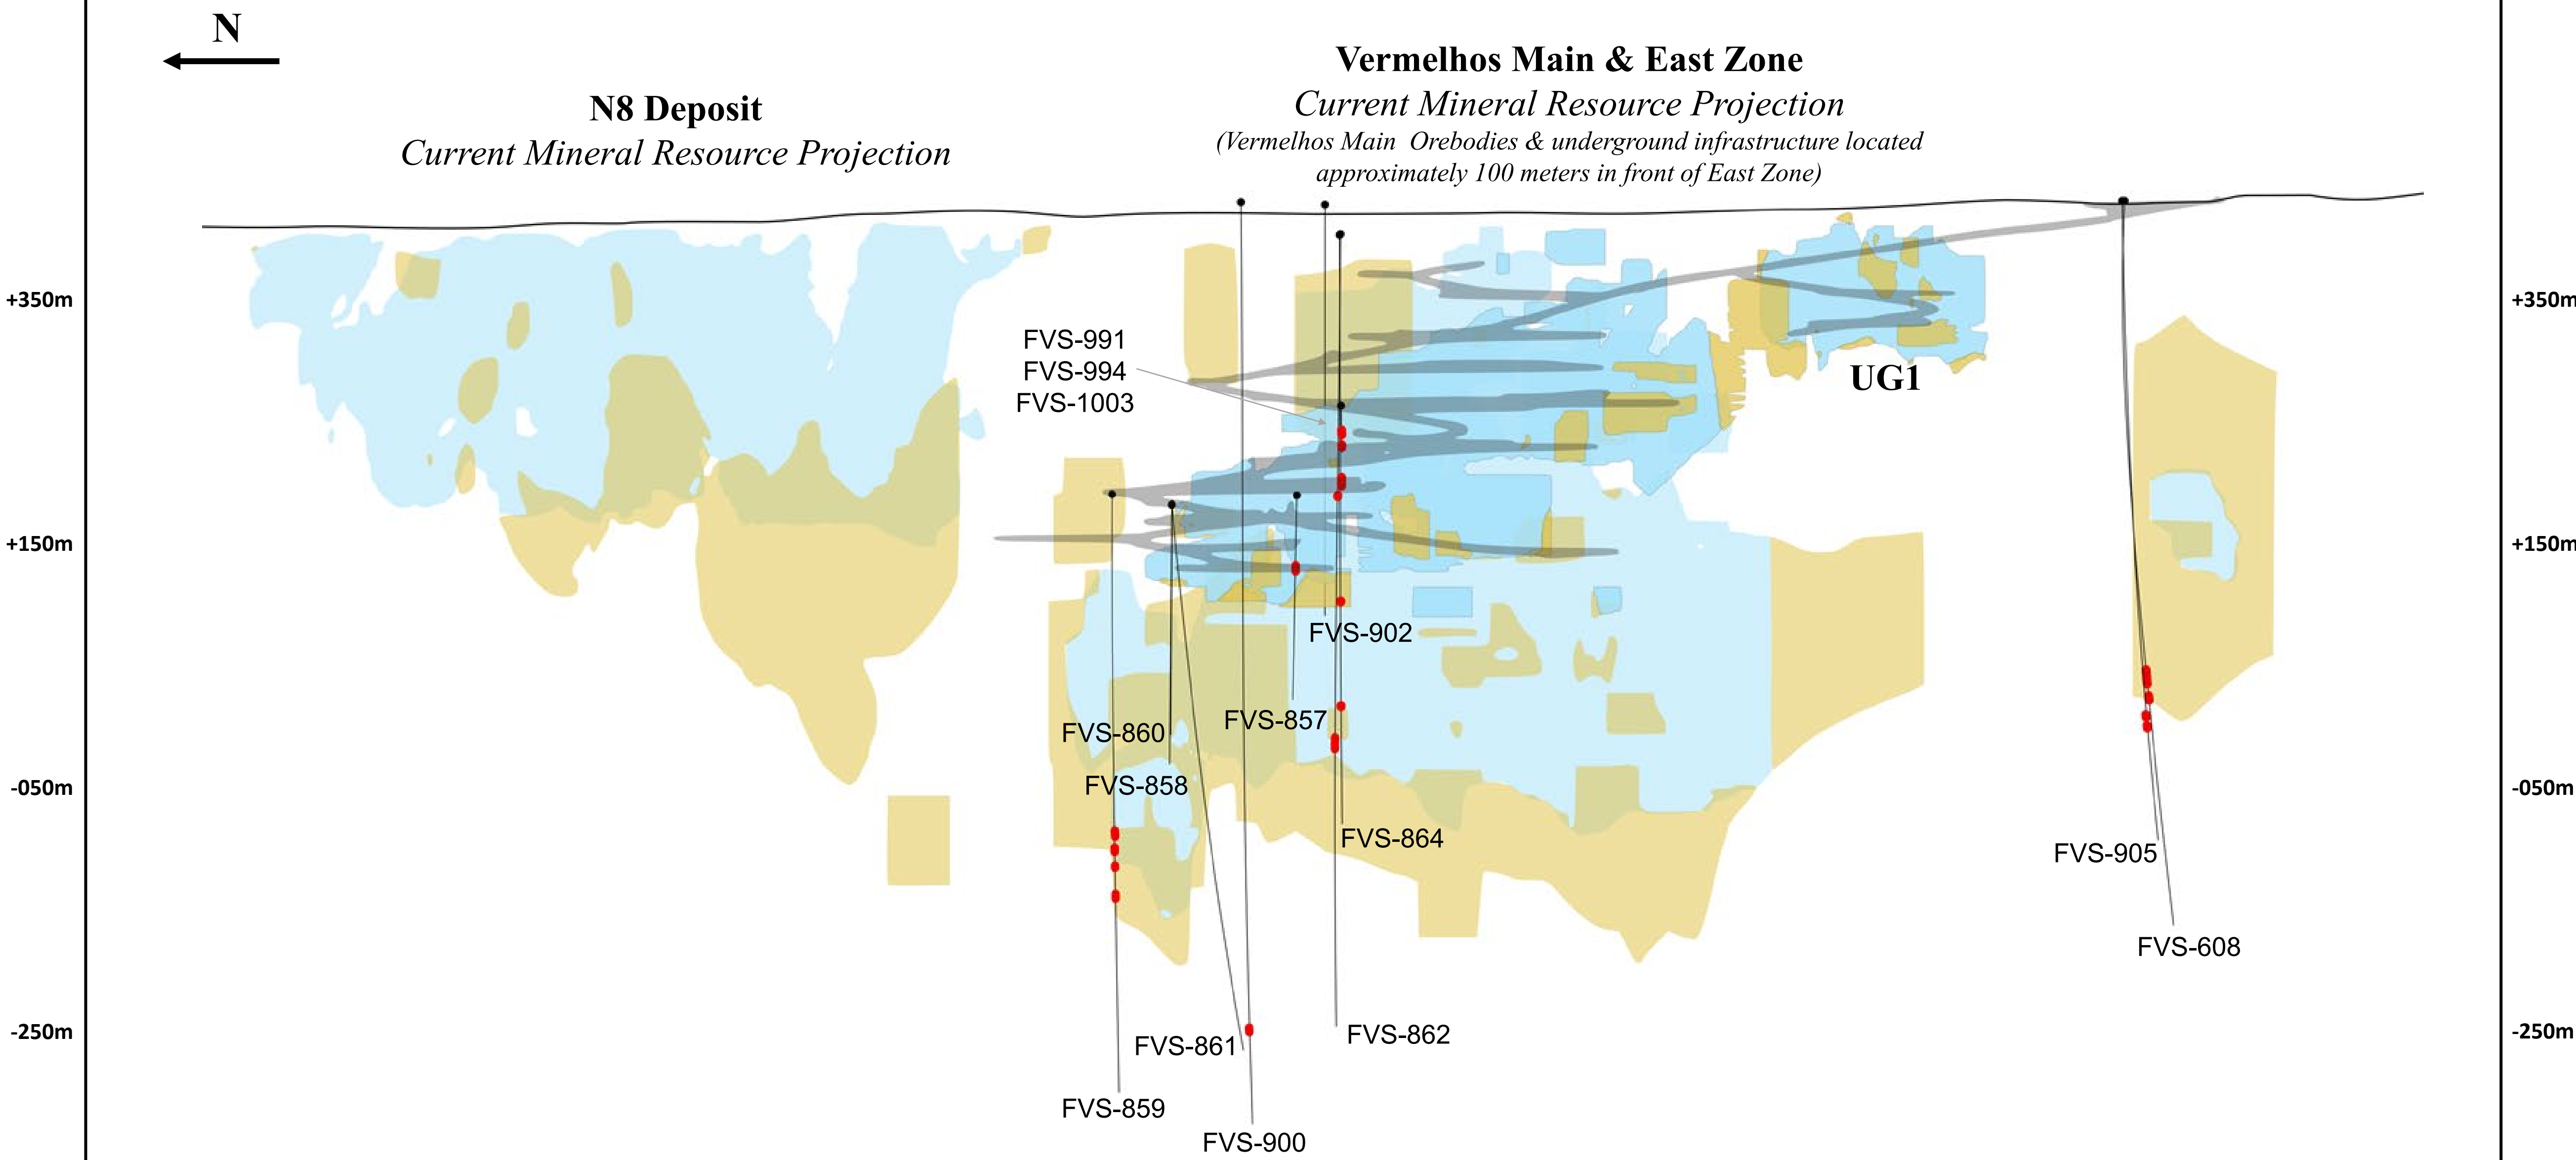 N
Vermelhos Main & East Zone
N8 Deposit
Current Mineral Resource Projection
Current Mineral Resource Projection
(Vermelhos Main Orebodies & underground infrastructure located
approximately 100 meters in front of East Zone)
+350m
+350m
FVS-991
FVS-994
FVS-1003
UG1
+150m
+150m
FVS-902
FVS-860
FVS-857
FVS-858
-050m
-050m
FVS-864
FVS-905
FVS-608
-250m
-250m
FVS-861
FVS-862
FVS-859
FVS-900